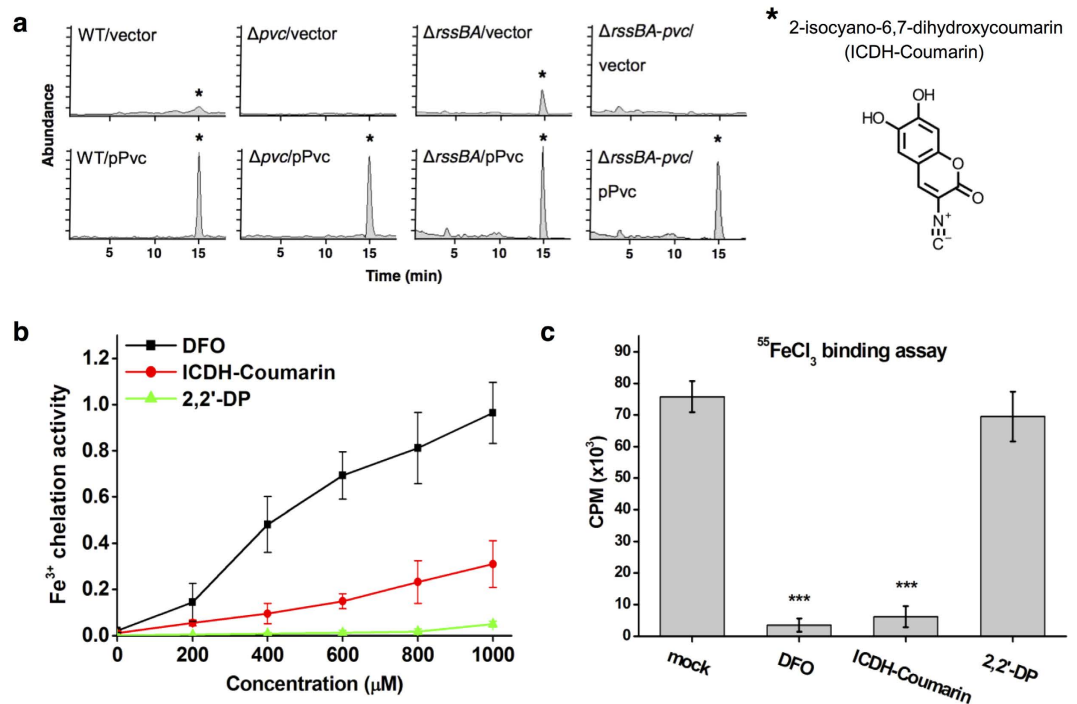 a
WT/vector
Δpvc/vector
ΔrssBA/vector
ΔrssBA-pvc/
vector
*
*
WT/pPvc
Δpvc/pPvc
ΔrssBA/pPvc
ΔrssBA-pvc/
pPvc
*
*
*
*
Abundance
5 10 15 5 10 15 5 10 15 5 10 15
Time (min)
* 2-isocyano-6,7-dihydroxycoumarin
(ICDH-Coumarin)
OH
HO
O
O
N+
C−
b
DFO
ICDH-Coumarin
2,2'-DP
Fe3+ chelation activity
1.2
1.0
0.8
0.6
0.4
0.2
0.0
0 200 400 600 800 1000
Concentration (μM)
c
55FeCl3 binding assay
CPM (x103)
90
80
70
60
50
40
30
20
10
0
***
***
mock
DFO
ICDH-Coumarin
2,2'-DP